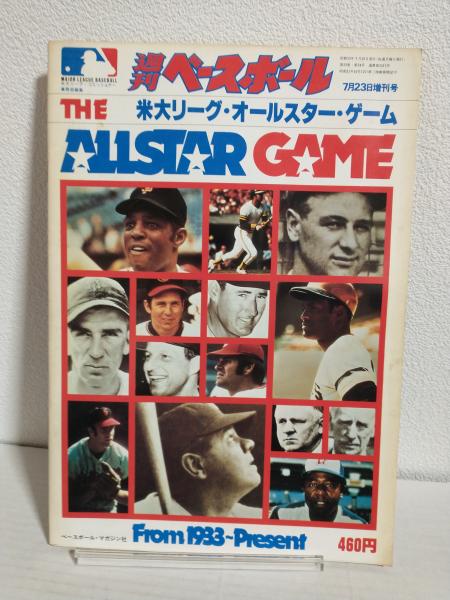 MAJOR LEAGUE BASEBALL
週刊ベースボール
7月23日増刊号
THE 米大リーグ・オールスター・ゲーム
ALLSTAR GAME
ベースボール・マガジン社
From 1933~Present
460円